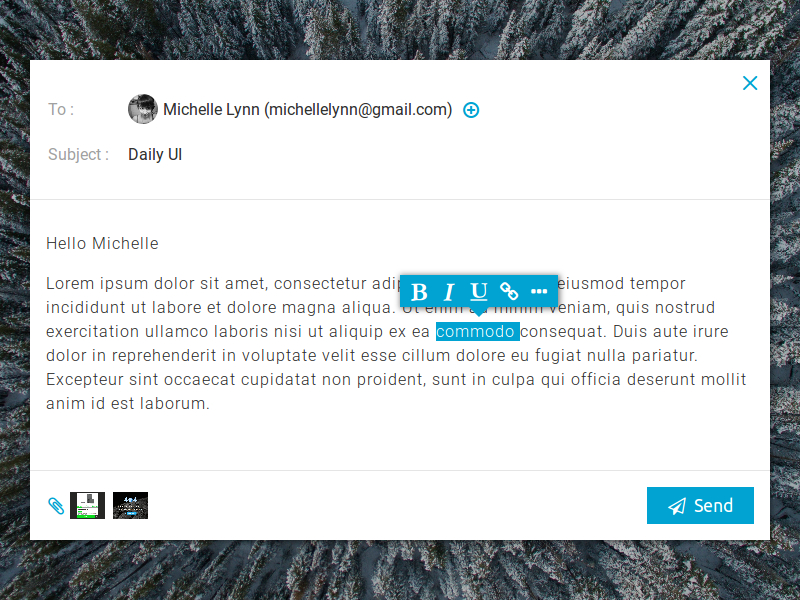 To :
Michelle Lynn (michellelynn@gmail.com)
Subject :
Daily UI
Hello Michelle
B I U
Lorem ipsum dolor sit amet, consectetur eiusmod tempor
incididunt ut labore et dolore magna aliqua. Ut enim ad minim veniam, quis nostrud
exercitation ullamco laboris nisi ut aliquip ex ea commodo consequat. Duis aute irure
dolor in reprehenderit in voluptate velit esse cillum dolore eu fugiat nulla pariatur.
Excepteur sint occaecat cupidatat non proident, sunt in culpa qui officia deserunt mollit
anim id est laborum.
Send